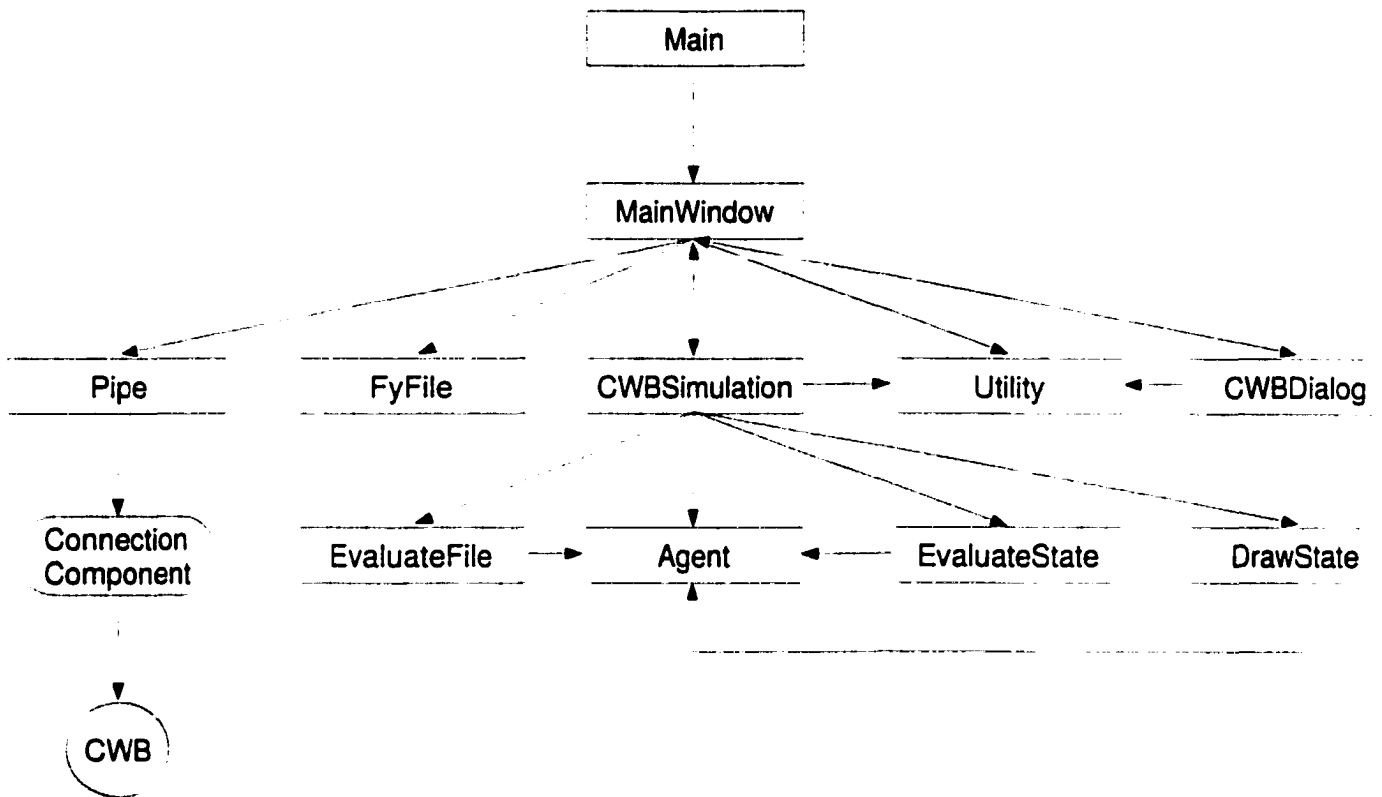 Main
MainWindow
Pipe
FyFile
CWBSimulation
Utility
CWBDialog
Connection
Component
EvaluateFile
Agent
EvaluateState
DrawState
CWB